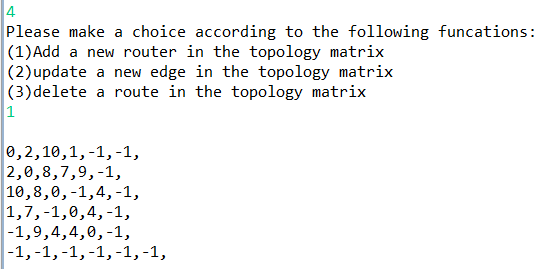 4
Please make a choice according to the following funcations:
(1)Add a new router in the topology matrix
(2)update a new edge in the topology matrix
(3)delete a route in the topology matrix
1
0,2,10,1,-1,-1,
2,0,8,7,9,-1,
10,8,0,-1,4,-1,
1,7,-1,0,4,-1,
-1,9,4,4,0,-1,
-1,-1,-1,-1,-1,-1,